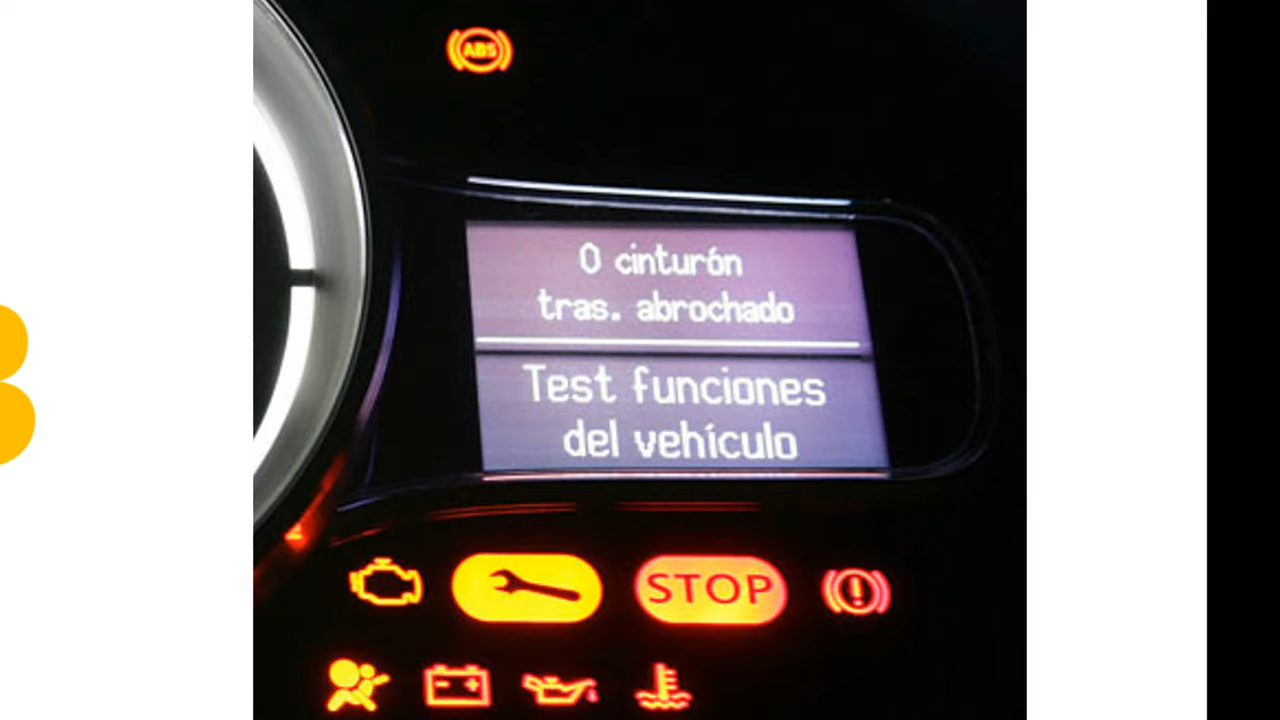 ABS
0 cinturón
tras. abrochado
Test funciones
del vehículo
STOP